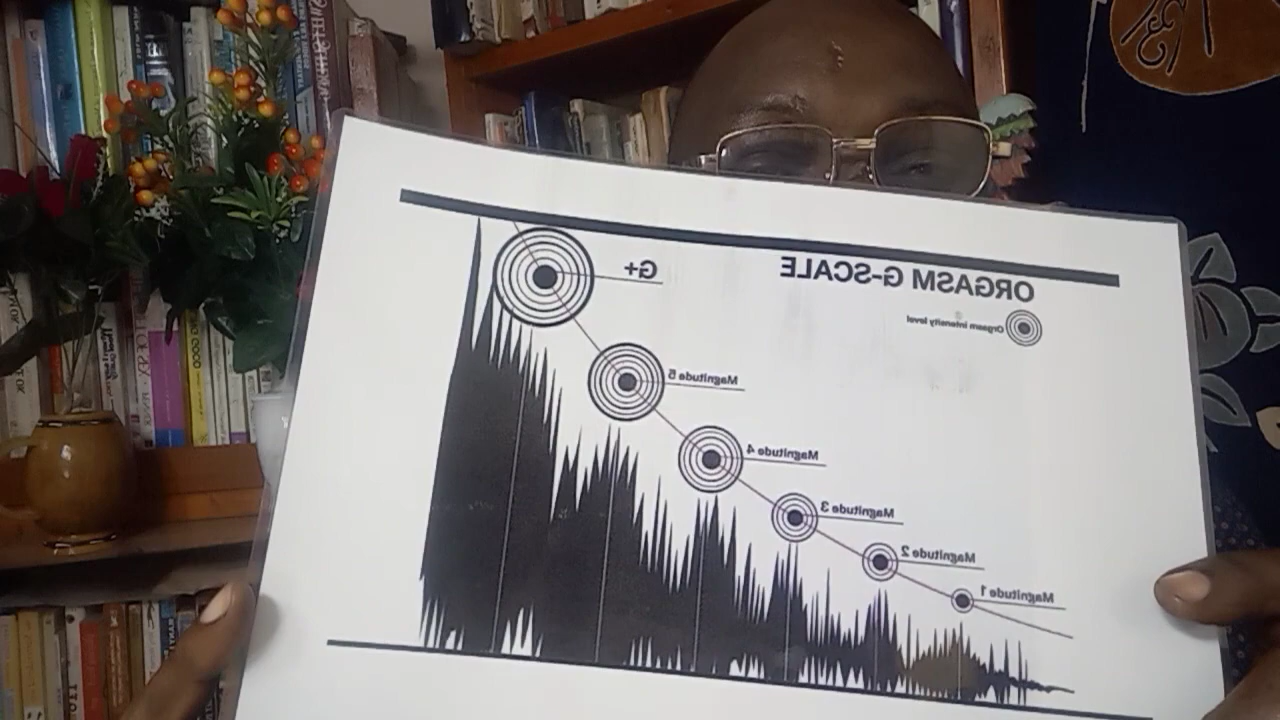 ORGASM G-SCALE
Orgasm intensity level
G+
Magnitude 5
Magnitude 4
Magnitude 3
Magnitude 2
Magnitude 1